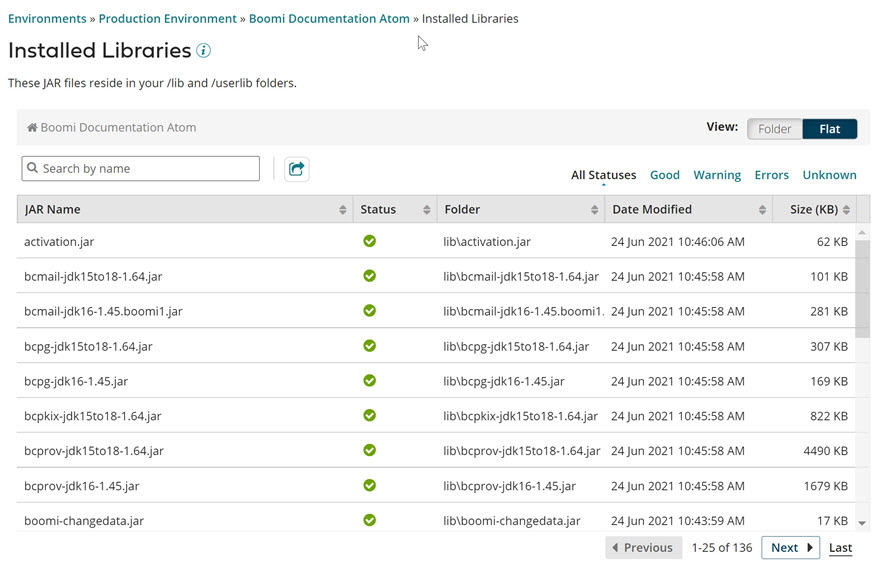 Environments » Production Environment » Boomi Documentation Atom » Installed Libraries
Installed Libraries
These JAR files reside in your /lib and /userlib folders.
Boomi Documentation Atom
View: Folder Flat
Search by name
All Statuses Good Warning Errors Unknown
JAR Name Status Folder Date Modified Size (KB)
activation.jar lib\activation.jar 24 Jun 2021 10:46:06 AM 62 KB
bcmail-jdk15to18-1.64.jar lib\bcmail-jdk15to18-1.64.jar 24 Jun 2021 10:45:58 AM 101 KB
bcmail-jdk16-1.45.boomi1.jar lib\bcmail-jdk16-1.45.boomi1. 24 Jun 2021 10:45:58 AM 281 KB
bcpg-jdk15to18-1.64.jar lib\bcpg-jdk15to18-1.64.jar 24 Jun 2021 10:45:58 AM 307 KB
bcpg-jdk16-1.45.jar lib\bcpg-jdk16-1.45.jar 24 Jun 2021 10:45:58 AM 169 KB
bcpkix-jdk15to18-1.64.jar lib\bcpkix-jdk15to18-1.64.jar 24 Jun 2021 10:45:58 AM 822 KB
bcprov-jdk15to18-1.64.jar lib\bcprov-jdk15to18-1.64.jar 24 Jun 2021 10:45:58 AM 4490 KB
bcprov-jdk16-1.45.jar lib\bcprov-jdk16-1.45.jar 24 Jun 2021 10:45:58 AM 1679 KB
boomi-changedata.jar lib\boomi-changedata.jar 24 Jun 2021 10:43:59 AM 17 KB
Previous 1-25 of 136 Next Last